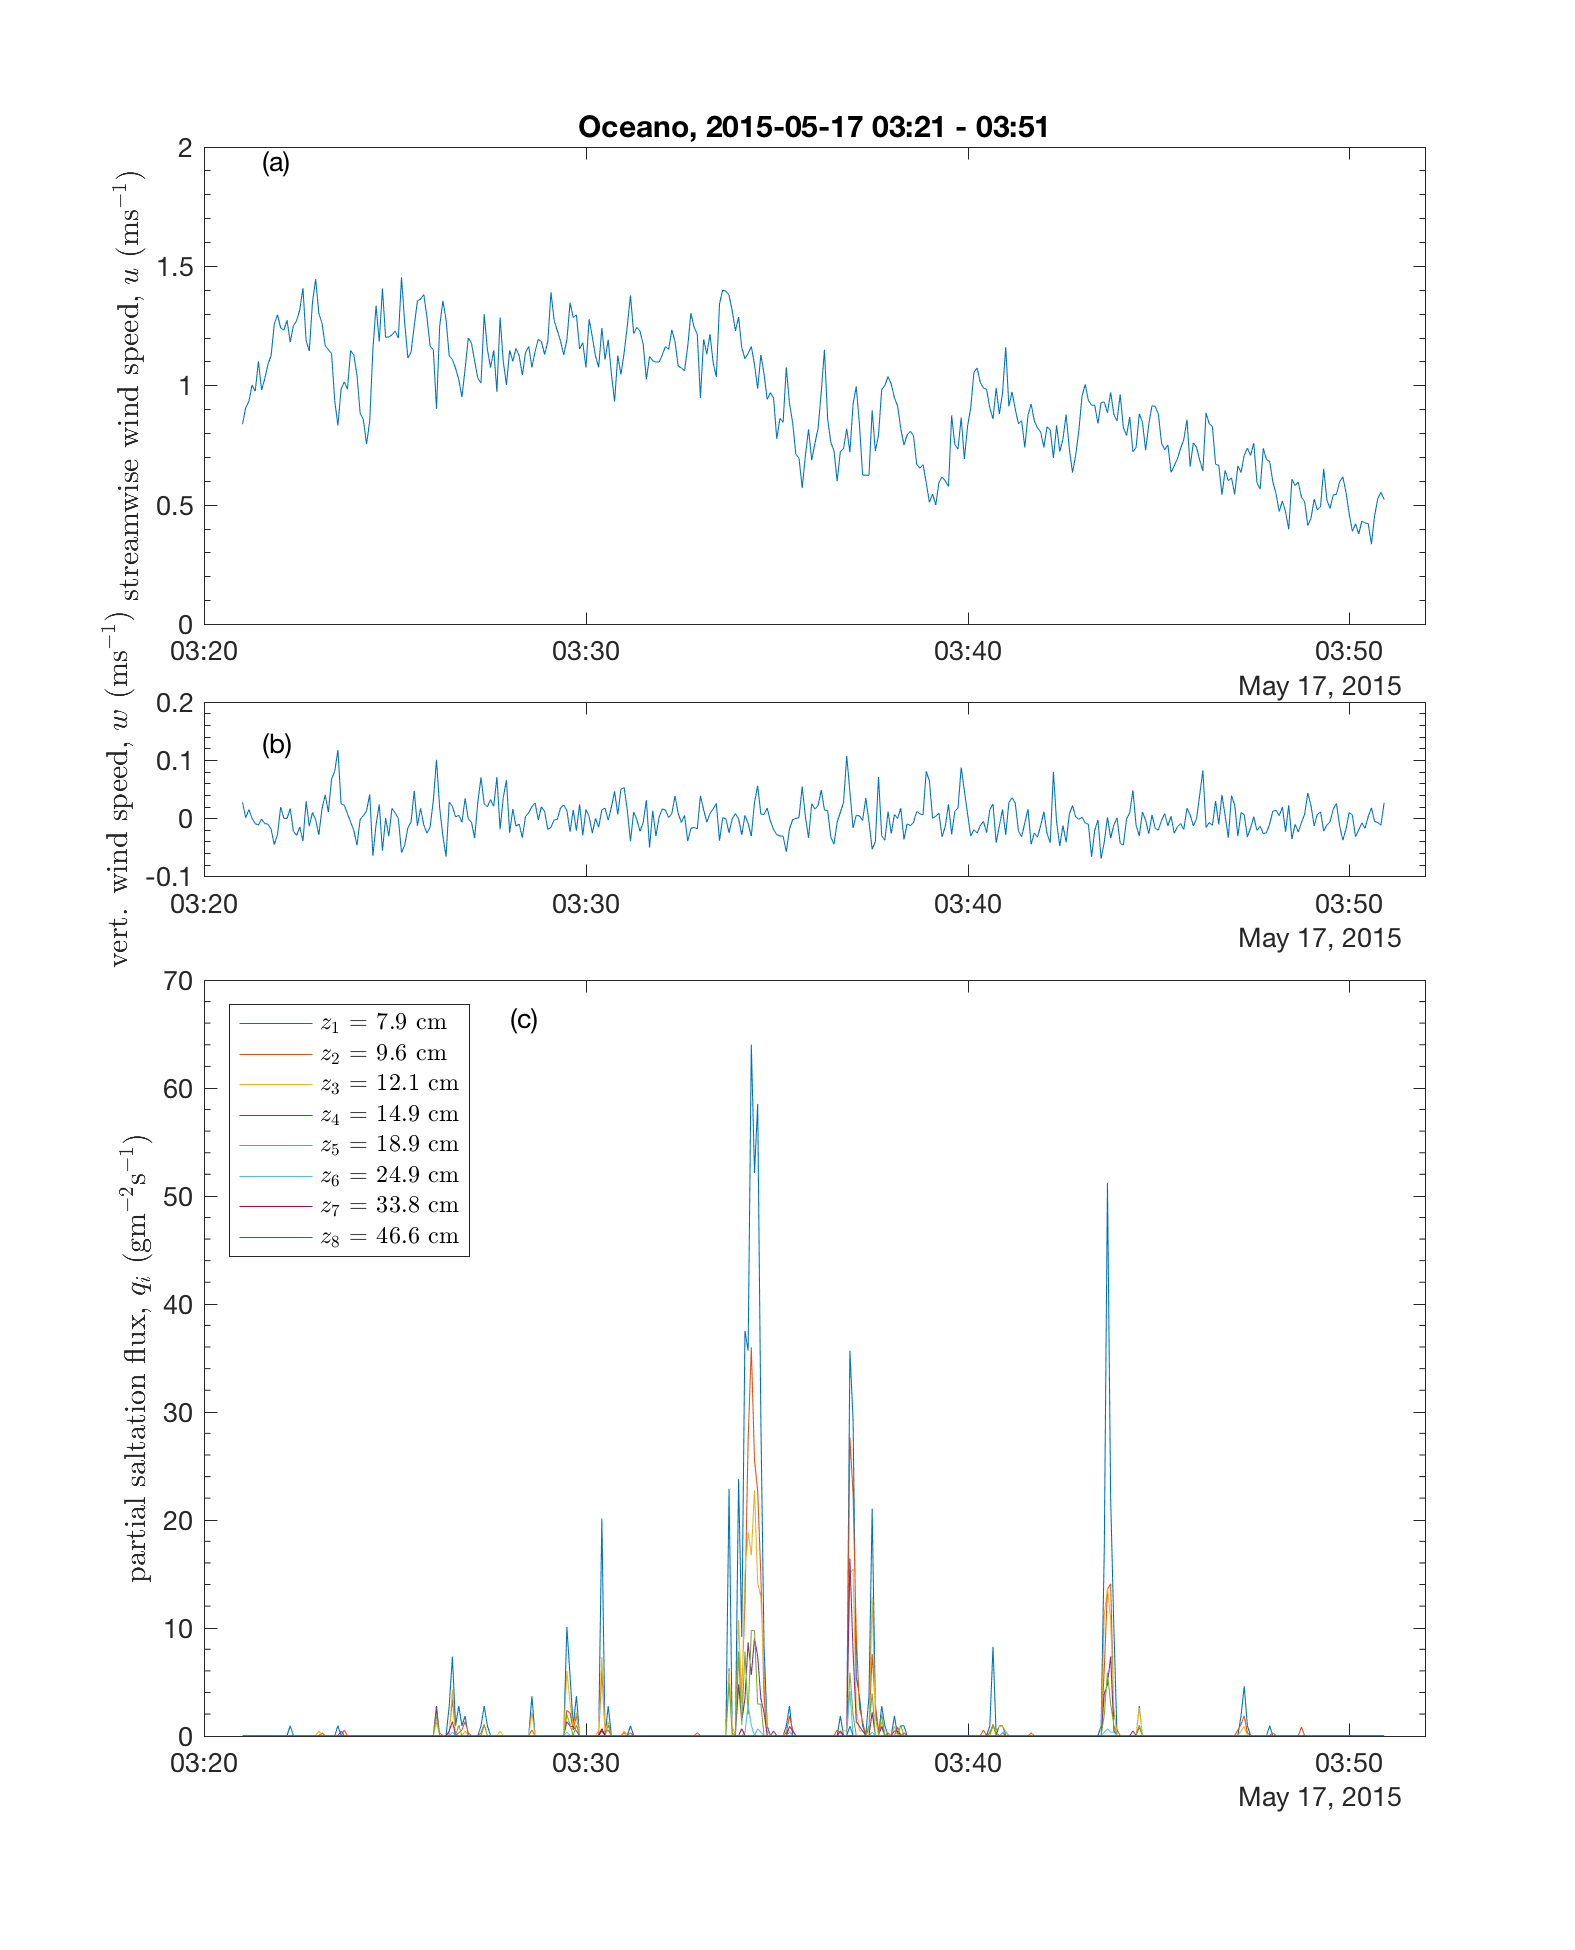 Oceano, 2015-05-17 03:21 - 03:51
(a)
streamwise wind speed, u (ms⁻¹)
2
1.5
1
0.5
0
03:20 03:30 03:40 03:50
May 17, 2015
(b)
vert. wind speed, w (ms⁻¹)
0.2
0.1
0
-0.1
03:20 03:30 03:40 03:50
May 17, 2015
(c)
partial saltation flux, qᵢ (gm⁻²s⁻¹)
70
60
50
40
30
20
10
0
z₁ = 7.9 cm
z₂ = 9.6 cm
z₃ = 12.1 cm
z₄ = 14.9 cm
z₅ = 18.9 cm
z₆ = 24.9 cm
z₇ = 33.8 cm
z₈ = 46.6 cm
03:20 03:30 03:40 03:50
May 17, 2015